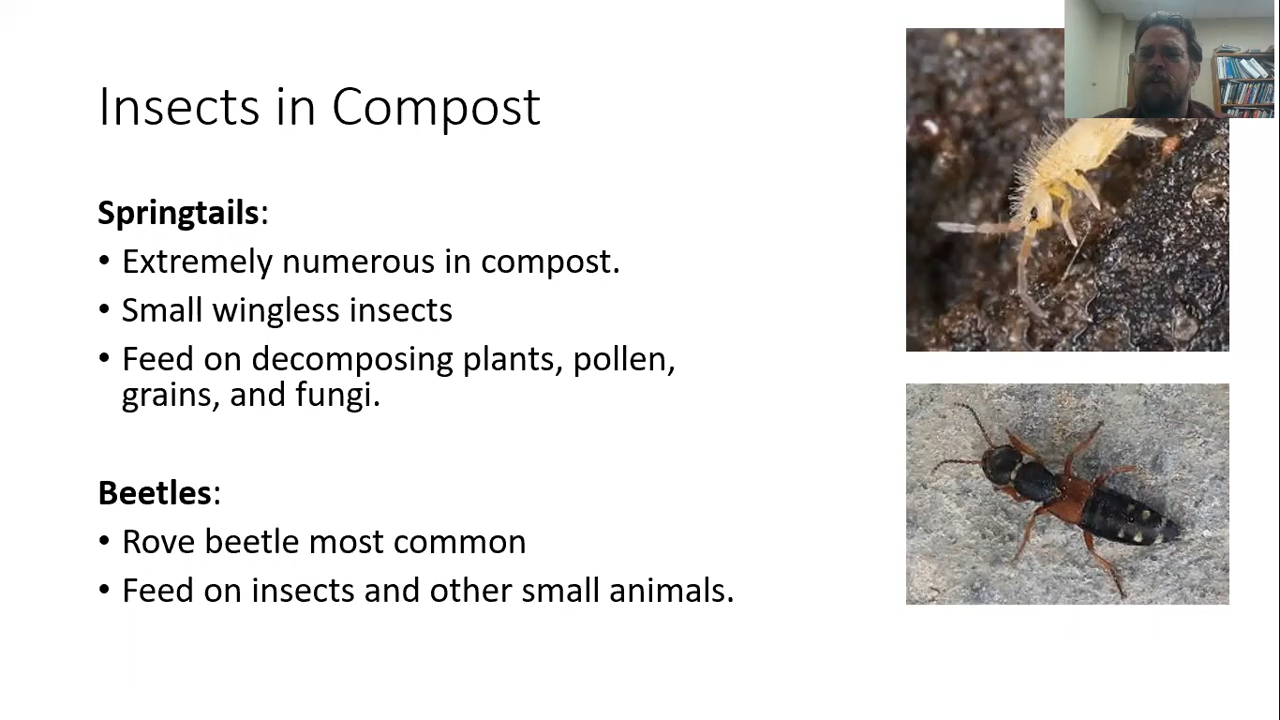 Insects in Compost
Springtails:
• Extremely numerous in compost.
• Small wingless insects
• Feed on decomposing plants, pollen,
grains, and fungi.
Beetles:
• Rove beetle most common
• Feed on insects and other small animals.